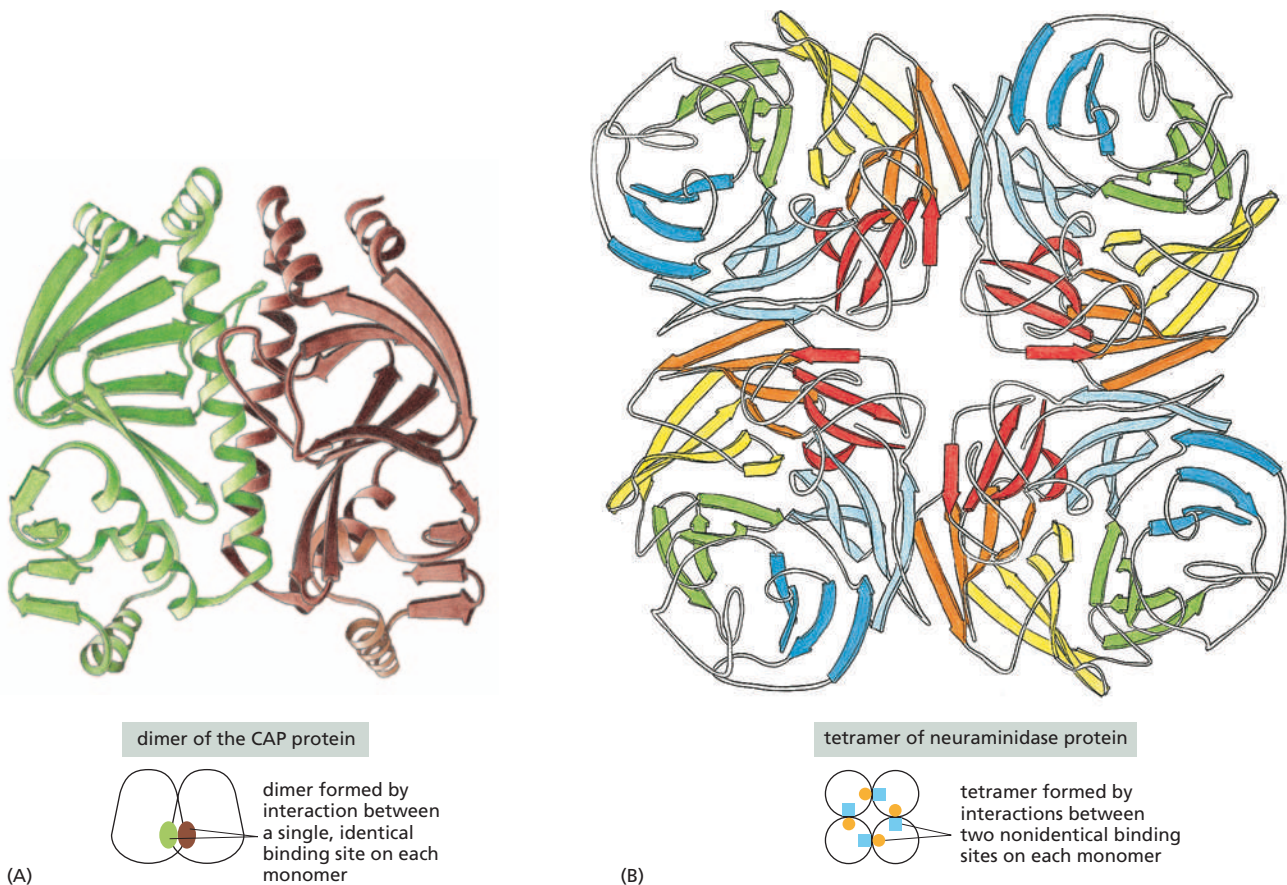 dimer of the CAP protein
dimer formed by
interaction between
a single, identical
binding site on each
monomer
(A)
tetramer of neuraminidase protein
tetramer formed by
interactions between
two nonidentical binding
sites on each monomer
(B)